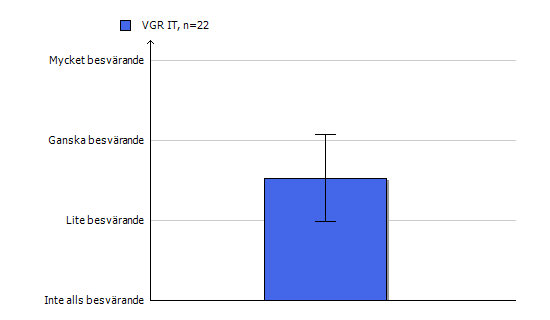 VGR IT, n=22
Mycket besvärande
Ganska besvärande
Lite besvärande
Inte alls besvärande